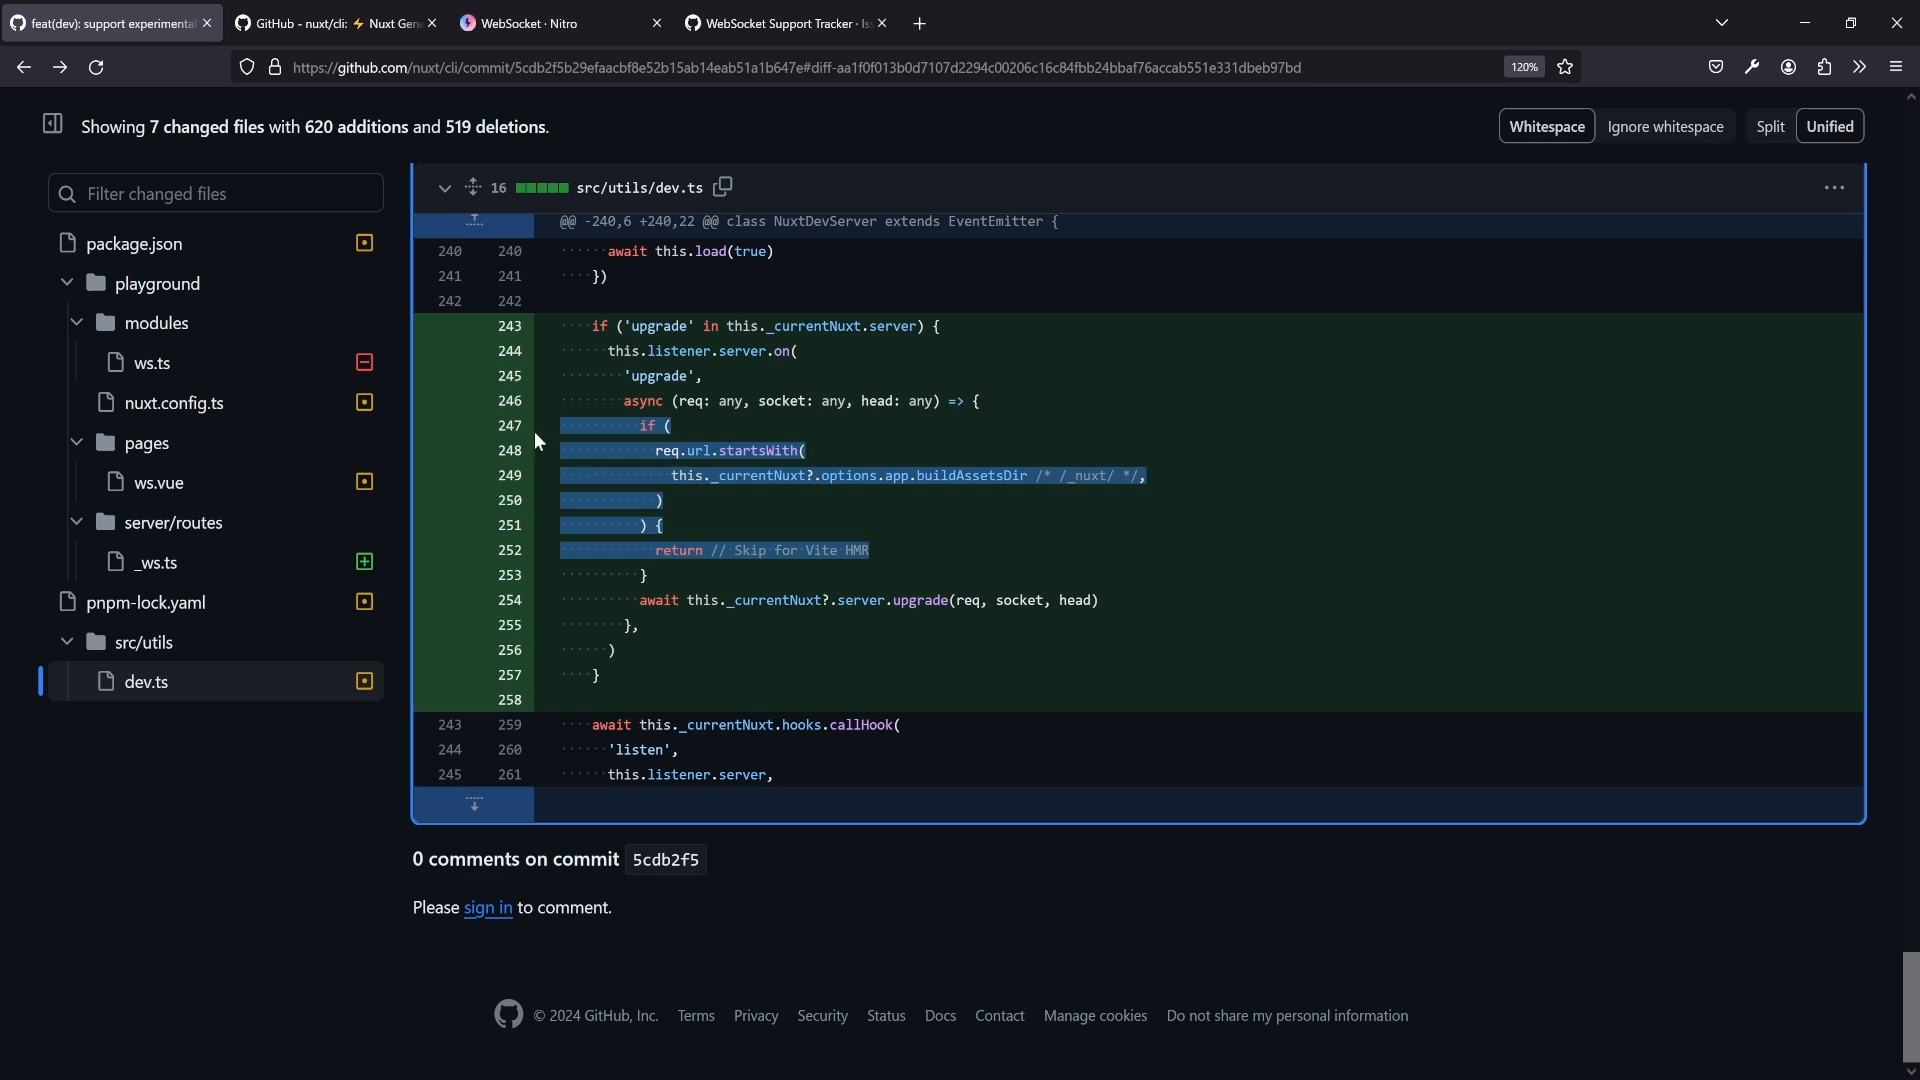 feat(dev): support experimental
GitHub - nuxt/cli: ⚡ Nuxt Gen
WebSocket · Nitro
WebSocket Support Tracker · Is
https://github.com/nuxt/cli/commit/5cdb2f5b29efaacbf8e52b15ab14eab51a1b647e#diff-aa1f0f013b0d7107d2294c00206c16c84fbb24bbaf76accab551e331dbeb97bd
120%
Showing 7 changed files with 620 additions and 519 deletions.
Whitespace
Ignore whitespace
Split
Unified
Filter changed files
package.json
playground
modules
ws.ts
nuxt.config.ts
pages
ws.vue
server/routes
_ws.ts
pnpm-lock.yaml
src/utils
dev.ts
16 src/utils/dev.ts
@@ -240,6 +240,22 @@ class NuxtDevServer extends EventEmitter {
240 240 await this.load(true)
241 241 })
242 242
243 if ('upgrade' in this._currentNuxt.server) {
244 this.listener.server.on(
245 'upgrade',
246 async (req: any, socket: any, head: any) => {
247 if (
248 req.url.startsWith(
249 this._currentNuxt?.options.app.buildAssetsDir /* /_nuxt/ */,
250 )
251 ) {
252 return // Skip for Vite HMR
253 }
254 await this._currentNuxt?.server.upgrade(req, socket, head)
255 },
256 )
257 }
258
243 259 await this._currentNuxt.hooks.callHook(
244 260 'listen',
245 261 this.listener.server,
0 comments on commit 5cdb2f5
Please sign in to comment.
© 2024 GitHub, Inc. Terms Privacy Security Status Docs Contact Manage cookies Do not share my personal information